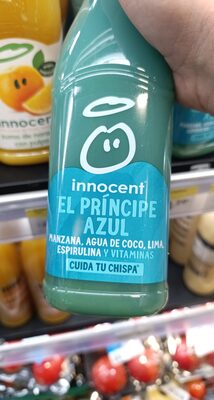 innocent
EL PRÍNCIPE
AZUL
MANZANA, AGUA DE COCO, LIMA,
ESPIRULINA Y VITAMINAS
CUIDA TU CHISPA*
innocent